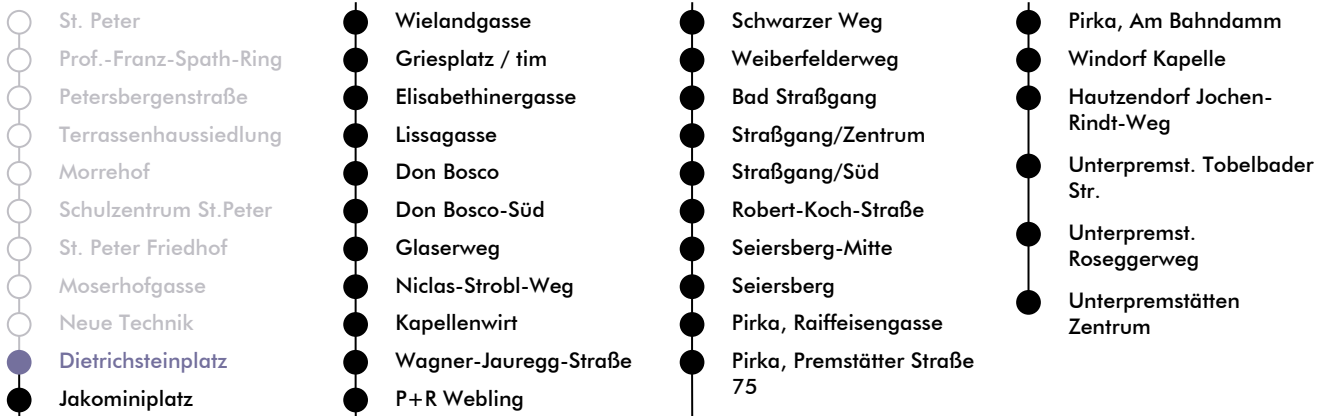 St. Peter
Prof.-Franz-Spath-Ring
Petersbergenstraße
Terrassenhaussiedlung
Morrehof
Schulzentrum St.Peter
St. Peter Friedhof
Moserhofgasse
Neue Technik
Dietrichsteinplatz
Jakominiplatz
Wielandgasse
Griesplatz / tim
Elisabethinergasse
Lissagasse
Don Bosco
Don Bosco-Süd
Glaserweg
Niclas-Strobl-Weg
Kapellenwirt
Wagner-Jauregg-Straße
P+R Webling
Schwarzer Weg
Weiberfelderweg
Bad Straßgang
Straßgang/Zentrum
Straßgang/Süd
Robert-Koch-Straße
Seiersberg-Mitte
Seiersberg
Pirka, Raiffeisengasse
Pirka, Premstätter Straße
75
Pirka, Am Bahndamm
Windorf Kapelle
Hautzendorf Jochen-
Rindt-Weg
Unterpremst. Tobelbader
Str.
Unterpremst.
Roseggerweg
Unterpremstätten
Zentrum